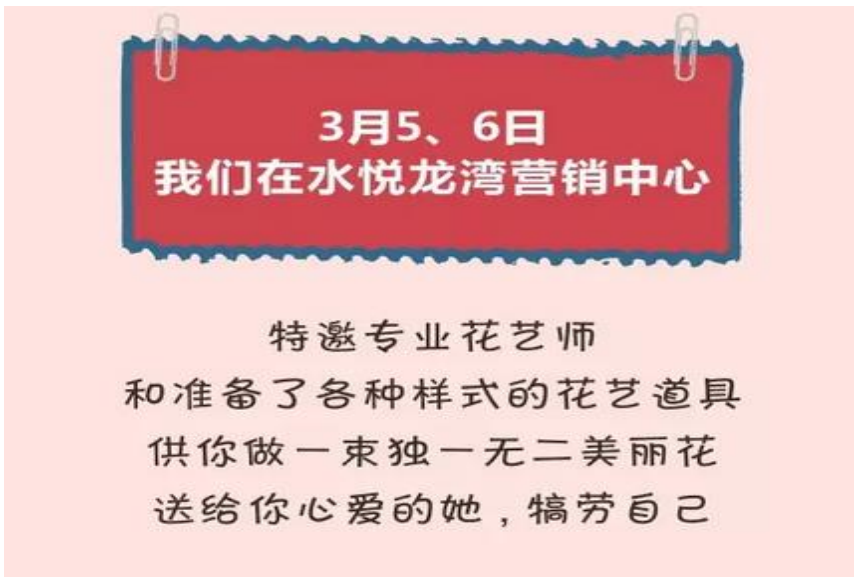 3月5、6日
我们在水悦龙湾营销中心
特邀专业花艺师
和准备了各种样式的花艺道具
供你做一束独一无二美丽花
送给你心爱的她，犒劳自己